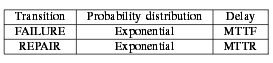 Transition Probability distribution Delay
FAILURE Exponential MTTF
REPAIR Exponential MTTR